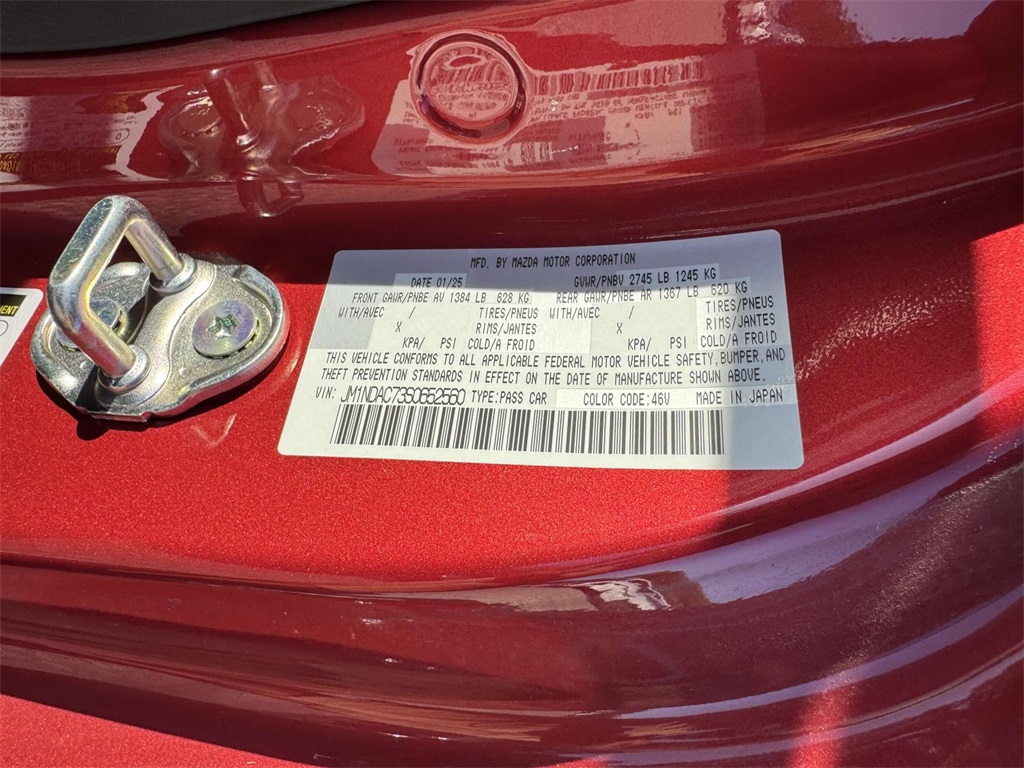 MFD. BY MAZDA MOTOR CORPORATION
DATE 01/25 GVWR/PNBV 2745 LB 1245 KG
FRONT GAWR/PNBE AV 1384 LB 628 KG REAR GAWR/PNBE AR 1367 LB 620 KG
WITH/AVEC / TIRES/PNEUS WITH/AVEC / TIRES/PNEUS
X RIMS/JANTES X RIMS/JANTES
KPA/ PSI COLD/A FROID KPA/ PSI COLD/A FROID
THIS VEHICLE CONFORMS TO ALL APPLICABLE FEDERAL MOTOR VEHICLE SAFETY, BUMPER, AND
THEFT PREVENTION STANDARDS IN EFFECT ON THE DATE OF MANUFACTURE SHOWN ABOVE.
VIN: JM1NDAC73S0652560 TYPE:PASS CAR COLOR CODE:46V MADE IN JAPAN